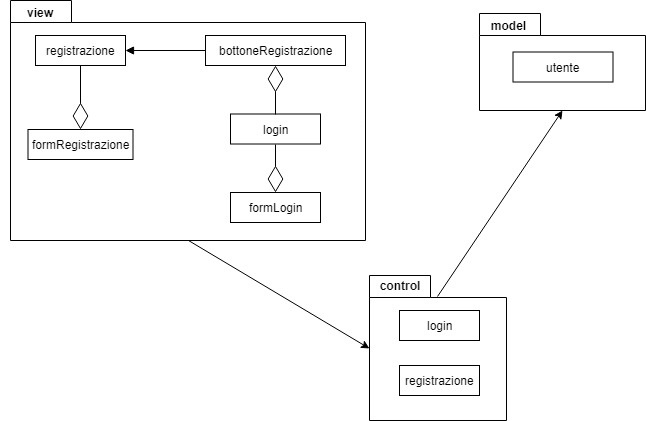 view
registrazione
bottoneRegistrazione
login
formRegistrazione
formLogin
model
utente
control
login
registrazione